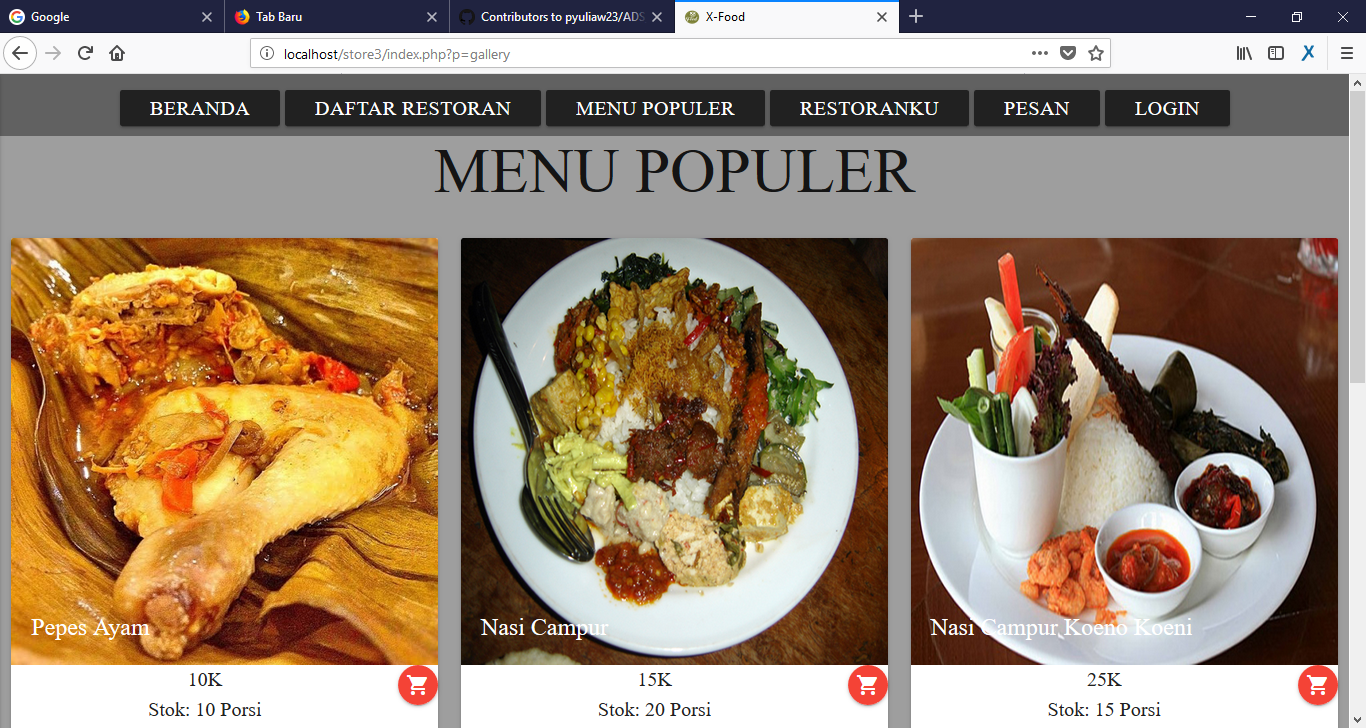 Google
Tab Baru
Contributors to pyuliaw23/ADS
X-Food
localhost/store3/index.php?p=gallery
BERANDA
DAFTAR RESTORAN
MENU POPULER
RESTORANKU
PESAN
LOGIN
MENU POPULER
Pepes Ayam
Nasi Campur
Nasi Campur Koeno Koeni
10K
15K
25K
Stok: 10 Porsi
Stok: 20 Porsi
Stok: 15 Porsi